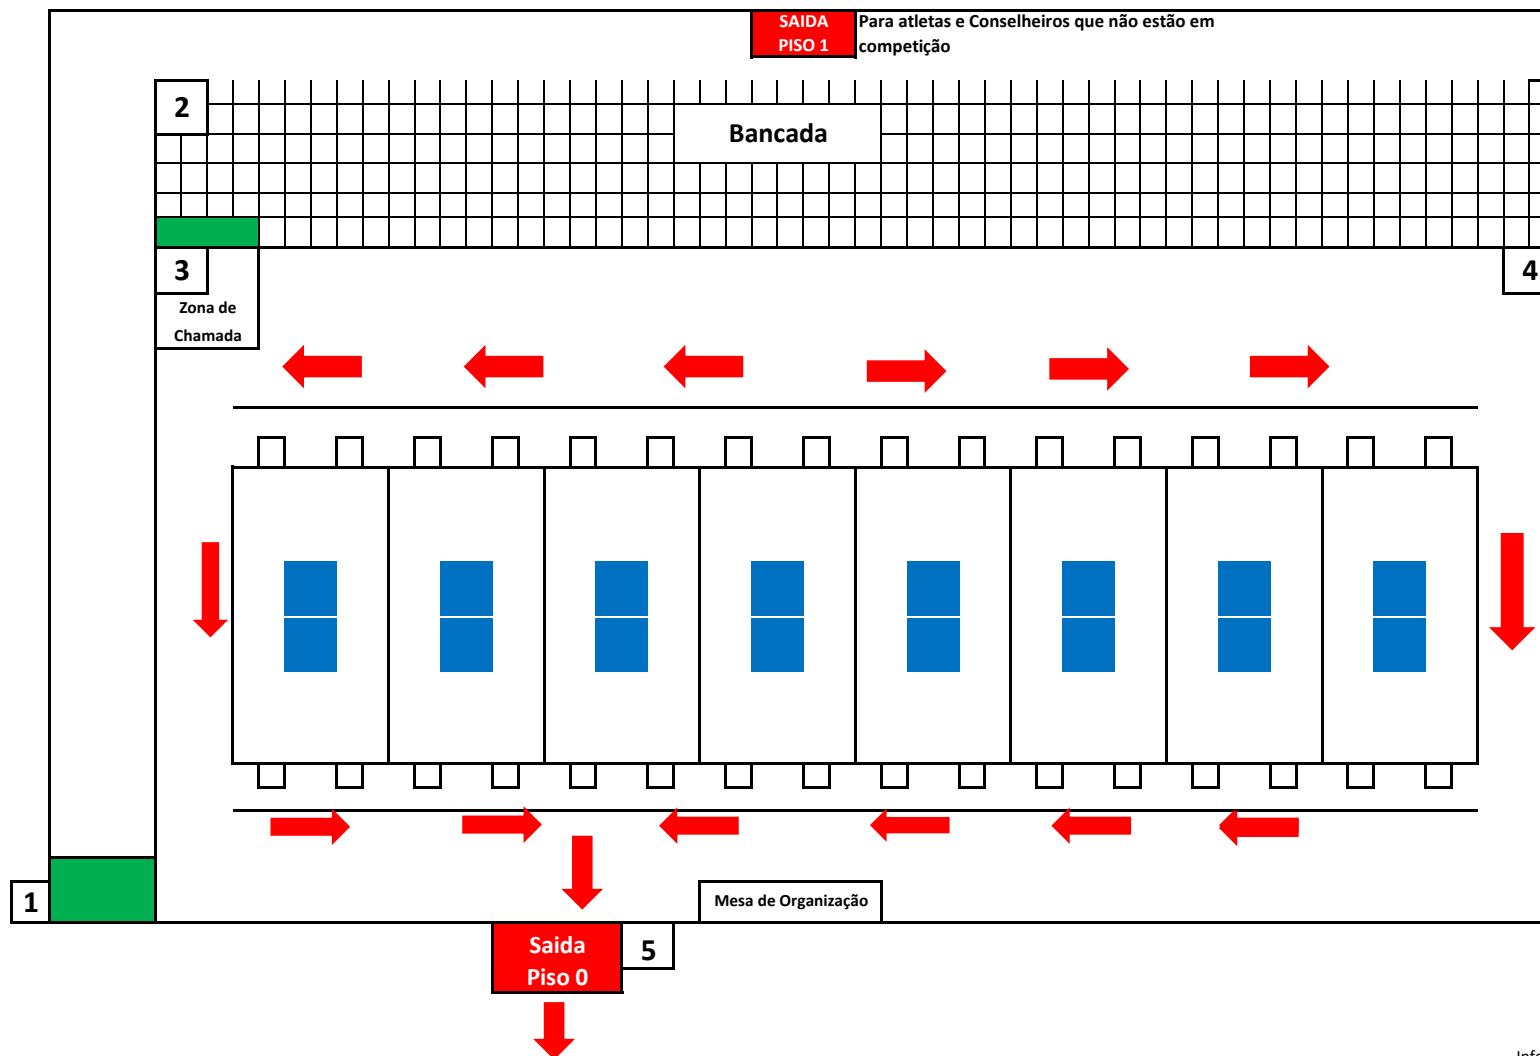 SAIDA
PISO 1
Para atletas e Conselheiros que não estão em
competição
2
Bancada
3
4
Zona de
Chamada
1
Mesa de Organização
Saida
Piso 0
5